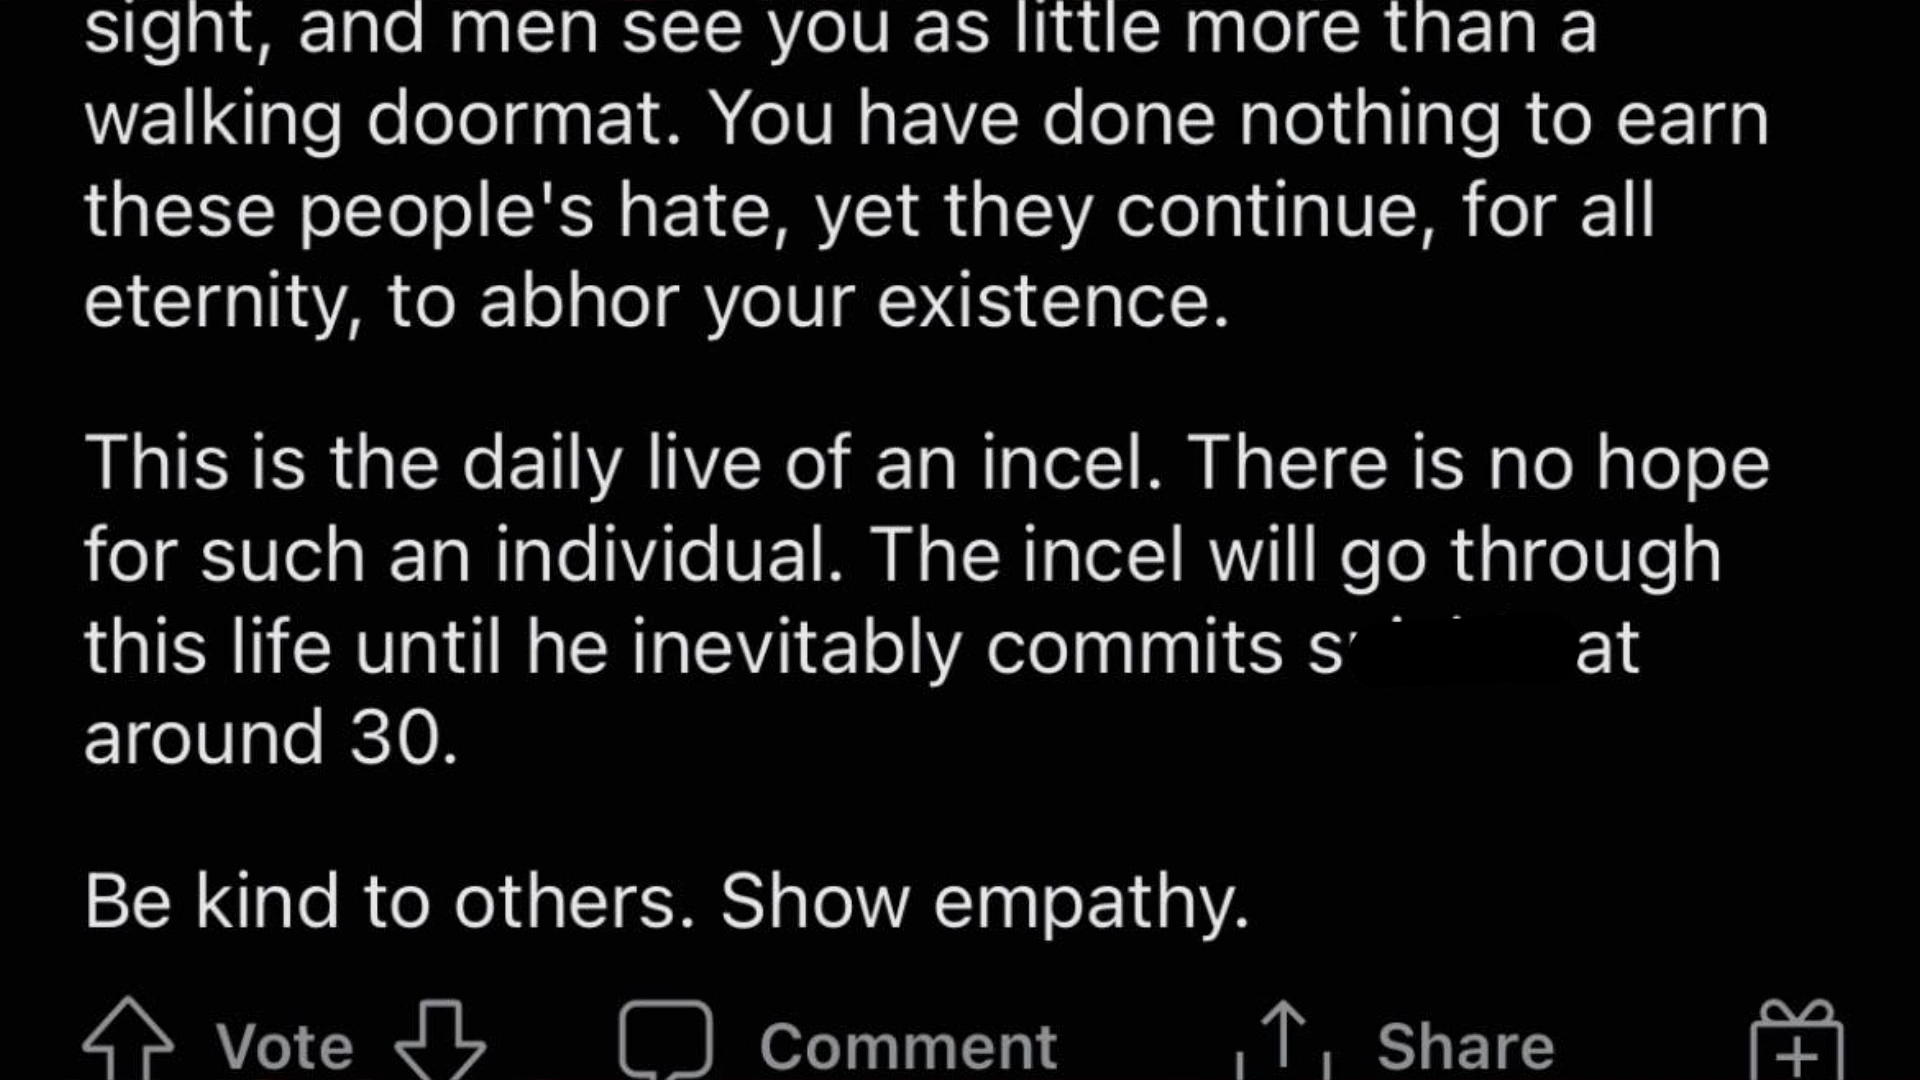 sight, and men see you as little more than a
walking doormat. You have done nothing to earn
these people's hate, yet they continue, for all
eternity, to abhor your existence.
This is the daily live of an incel. There is no hope
for such an individual. The incel will go through
this life until he inevitably commits at
around 30.
Be kind to others. Show empathy.
Vote Comment Share